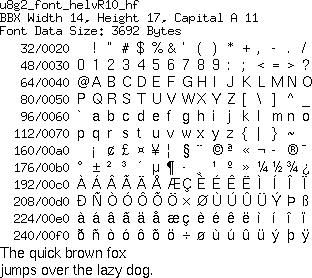 u8g2_font_helvR10_hf
BBX Width 14, Height 17, Capital A 11
Font Data Size: 3692 Bytes
32/0020 ! " # $ % & ' ( ) * + , - . /
48/0030 0 1 2 3 4 5 6 7 8 9 : ; < = > ?
64/0040 @ A B C D E F G H I J K L M N O
80/0050 P Q R S T U V W X Y Z [ \ ] ^ _
96/0060 ` a b c d e f g h i j k l m n o
112/0070 p q r s t u v w x y z { | } ~
160/00a0 ¡ ¢ £ ¤ ¥ ¦ § ¨ © ª « ¬ - ® ¯
176/00b0 ° ± ² ³ ´ µ ¶ · ¸ ¹ º » ¼ ½ ¾ ¿
192/00c0 À Á Â Ã Ä Å Æ Ç È É Ê Ë Ì Í Î Ï
208/00d0 Ð Ñ Ò Ó Ô Õ Ö × Ø Ù Ú Û Ü Ý Þ ß
224/00e0 à á â ã ä å æ ç è é ê ë ì í î ï
240/00f0 ð ñ ò ó ô õ ö ÷ ø ù ú û ü ý þ ÿ
The quick brown fox
jumps over the lazy dog.